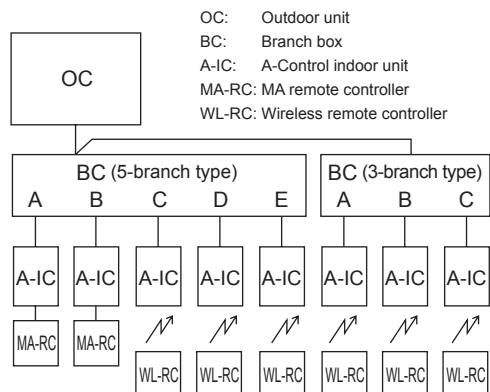 OC: Outdoor unit
BC: Branch box
A-IC: A-Control indoor unit
MA-RC: MA remote controller
WL-RC: Wireless remote controller
OC
BC (5-branch type) BC (3-branch type)
A B C D E A B C
A-IC A-IC A-IC A-IC A-IC A-IC A-IC A-IC
MA-RC MA-RC WL-RC WL-RC WL-RC WL-RC WL-RC WL-RC